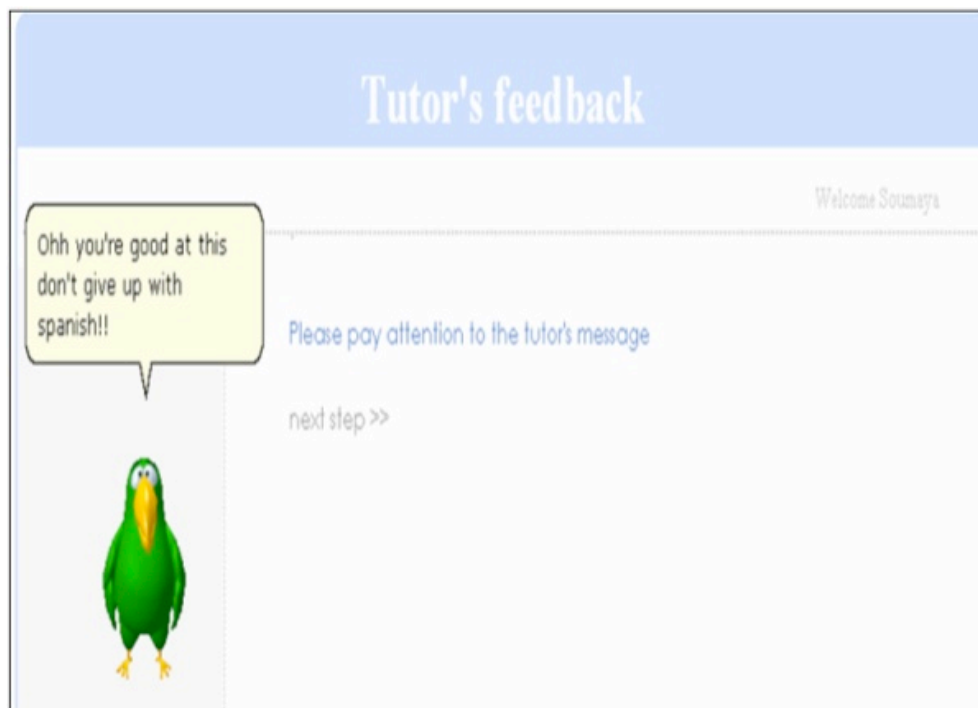 Tutor's feedback
Welcome Soumaya
Ohh you're good at this
don't give up with
spanish!!
Please pay attention to the tutor's message
next step >>